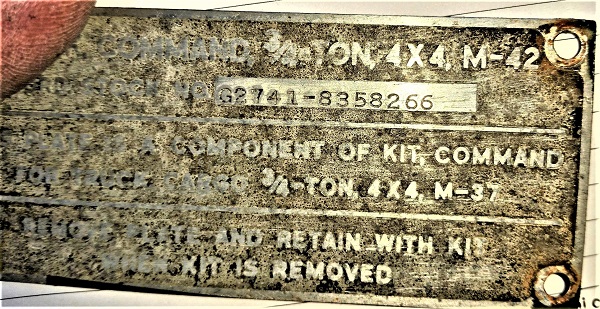 COMMAND, 3/4-TON, 4X4, M-42
STOCK NO. G2741-8358266
PLATE IS A COMPONENT OF KIT, COMMAND
FOR TRUCK CARGO 3/4-TON, 4X4, M-37
REMOVE PLATE AND RETAIN WITH KIT
WHEN KIT IS REMOVED